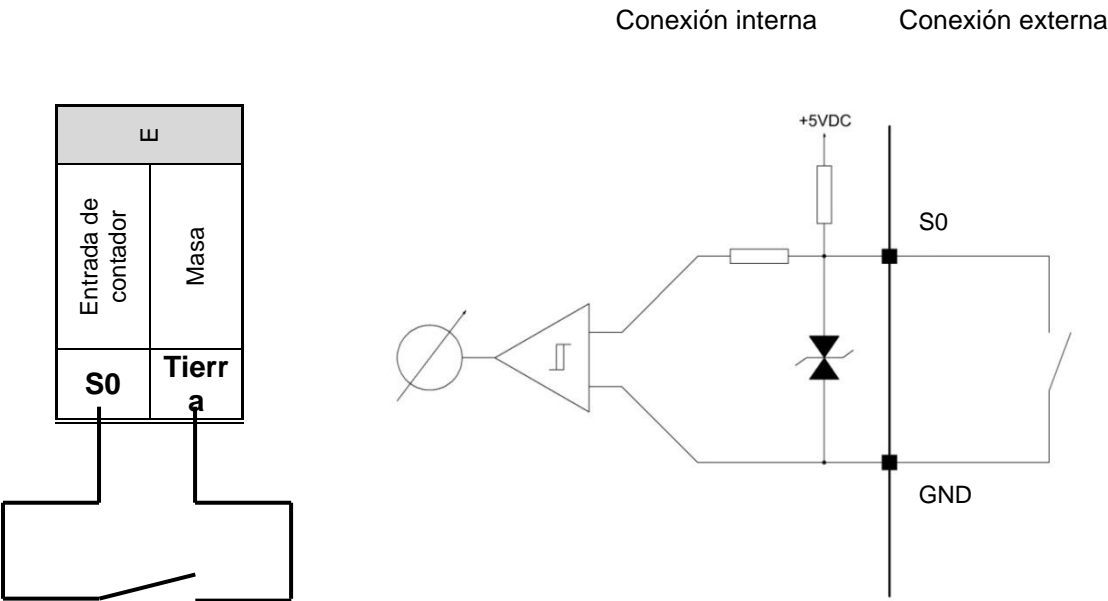 Conexión interna
Conexión externa
E
Entrada de
contador
Masa
S0
Tierr
a
+5VDC
S0
GND